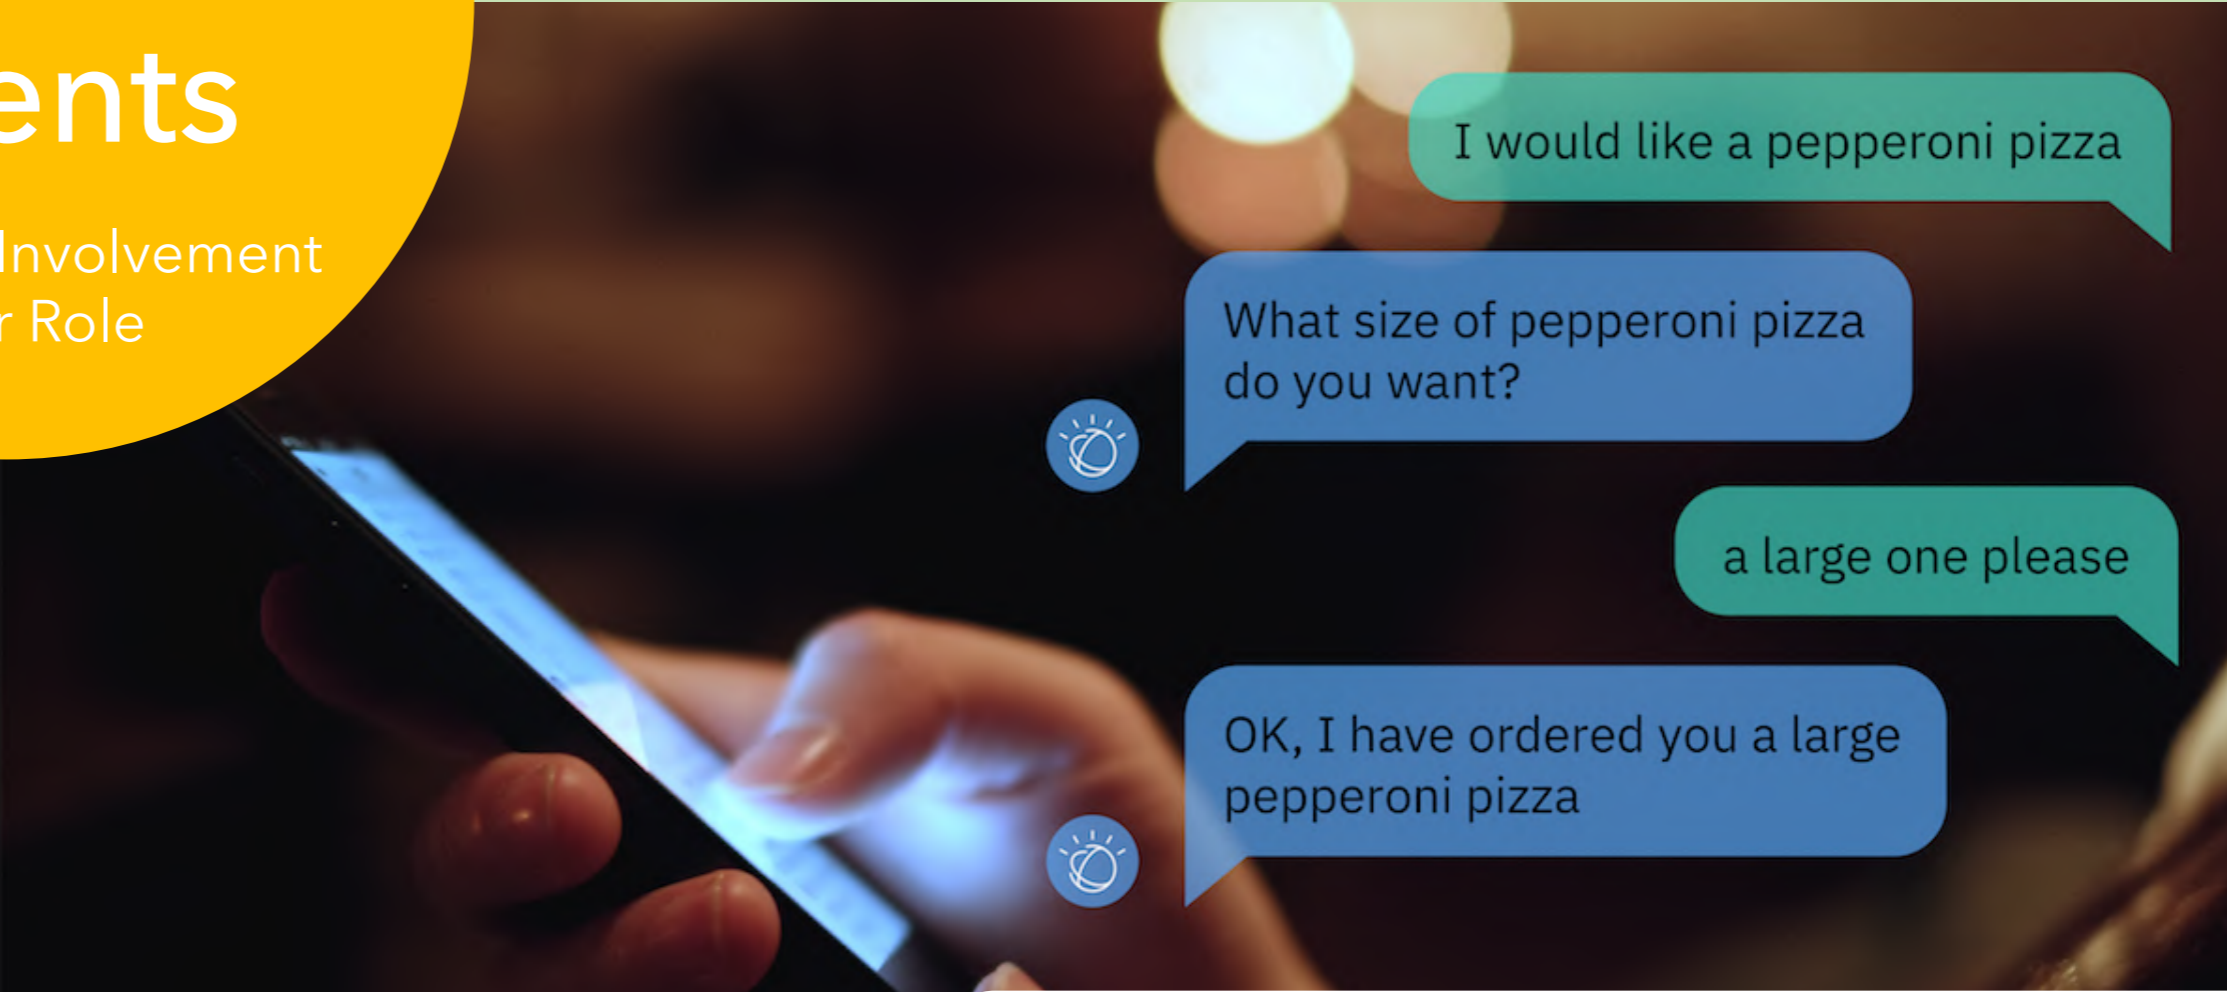 ents
Involvement
r Role
I would like a pepperoni pizza
What size of pepperoni pizza
do you want?
a large one please
OK, I have ordered you a large
pepperoni pizza